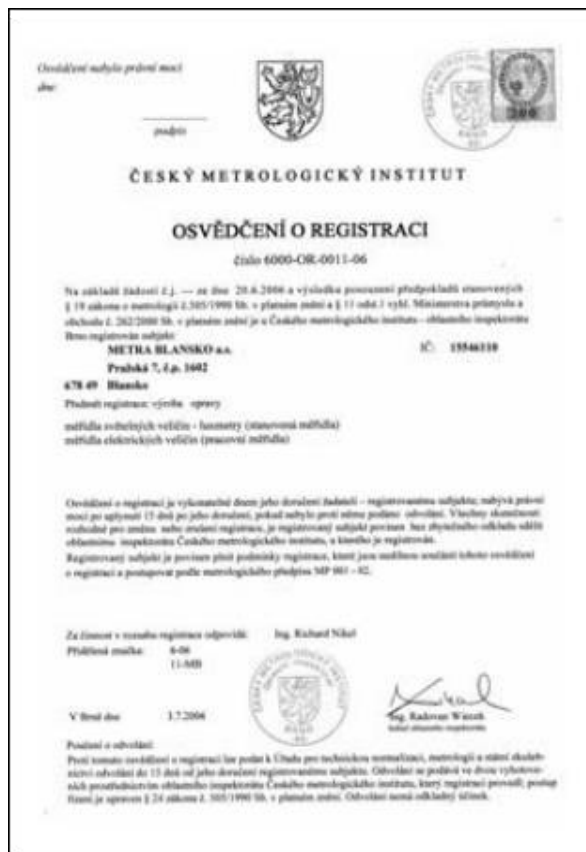 Osvědčení nabylo právní moci
dne:
podpis
ČESKÝ METROLOGICKÝ INSTITUT
OSVĚDČENÍ O REGISTRACI
číslo 6000-OR-0011-06
Na základě žádosti č.j. --- ze dne 20.6.2006 a výsledku posouzení předpokladů stanovených
§ 19 zákona o metrologii č.505/1990 Sb. v platném znění a § 11 odst.1 vyhl. Ministerstva průmyslu a
obchodu č. 262/2000 Sb. v platném znění je u Českého metrologického institutu - oblastního inspektorátu
Brno registrován subjekt:
METRA BLANSKO a.s. IČ:
Pražská 7, č.p. 1602
678 49 Blansko
Předmět registrace: výroba opravy
měřidla světelných veličin - luxmetry (stanovená měřidla)
měřidla elektrických veličin (pracovní měřidla)
Osvědčení o registraci je vykonatelné dnem jeho doručení žadateli - registrovanému subjektu; nabývá právní
moci po uplynutí 15 dnů po jeho doručení, pokud nebylo proti němu podáno odvolání. Všechny skutečnosti
rozhodné pro změnu nebo zrušení registrace, je registrovaný subjekt povinen bez zbytečného odkladu sdělit
oblastnímu inspektorátu Českého metrologického institutu, u kterého je registrován.
Registrovaný subjekt je povinen plnit podmínky registrace, které jsou nedílnou součástí tohoto osvědčení
o registraci a postupovat podle metrologického předpisu MP 001 - 02.
Za činnost v rozsahu registrace odpovídá: Ing. Richard Nikel
Přidělená značka: 6-06
11-MB
V Brně dne 3.7.2006
Ing. Radovan
ředitel oblastního inspektorátu
Poučení o odvolání:
Proti tomuto osvědčení o registraci lze podat k Úřadu pro technickou normalizaci, metrologii a státní zkušeb-
nictví odvolání do 15 dnů od jeho doručení registrovanému subjektu. Odvolání se podává ve dvou vyhotove-
ních prostřednictvím oblastního inspektorátu Českého metrologického institutu, který registraci provedl; postup
řízení je upraven § 24 zákona č. 505/1990 Sb. v platném znění. Odvolání nemá odkladný účinek.